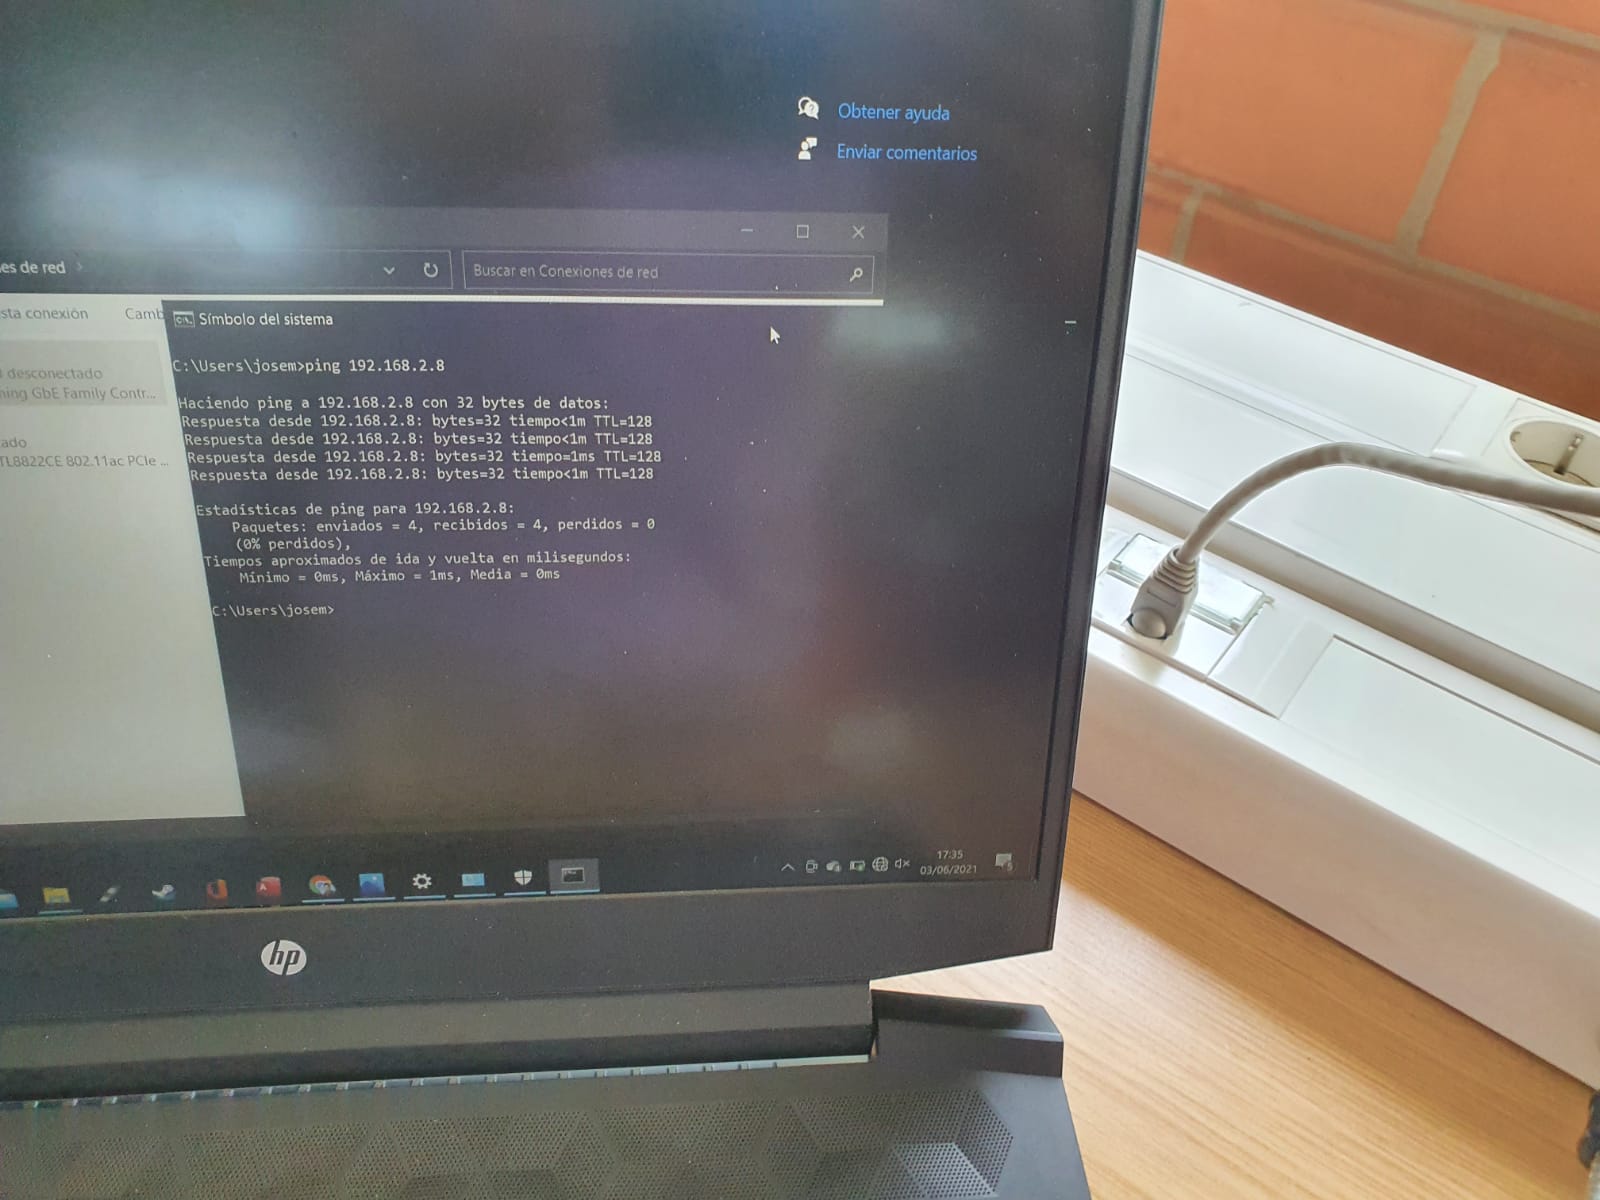 Obtener ayuda
Enviar comentarios
es de red
Buscar en Conexiones de red
sta conexión Camb
Símbolo del sistema
C:\Users\josem>ping 192.168.2.8
desconectado
GbE Family Contr...
Haciendo ping a 192.168.2.8 con 32 bytes de datos:
Respuesta desde 192.168.2.8: bytes=32 tiempo<1m TTL=128
Respuesta desde 192.168.2.8: bytes=32 tiempo<1m TTL=128
ado
Respuesta desde 192.168.2.8: bytes=32 tiempo=1ms TTL=128
TL8822CE 802.11ac PCIe ...
Respuesta desde 192.168.2.8: bytes=32 tiempo<1m TTL=128
Estadísticas de ping para 192.168.2.8:
Paquetes: enviados = 4, recibidos = 4, perdidos = 0
(0% perdidos),
Tiempos aproximados de ida y vuelta en milisegundos:
Mínimo = 0ms, Máximo = 1ms, Media = 0ms
C:\Users\josem>
17:35
03/06/2021
5
hp